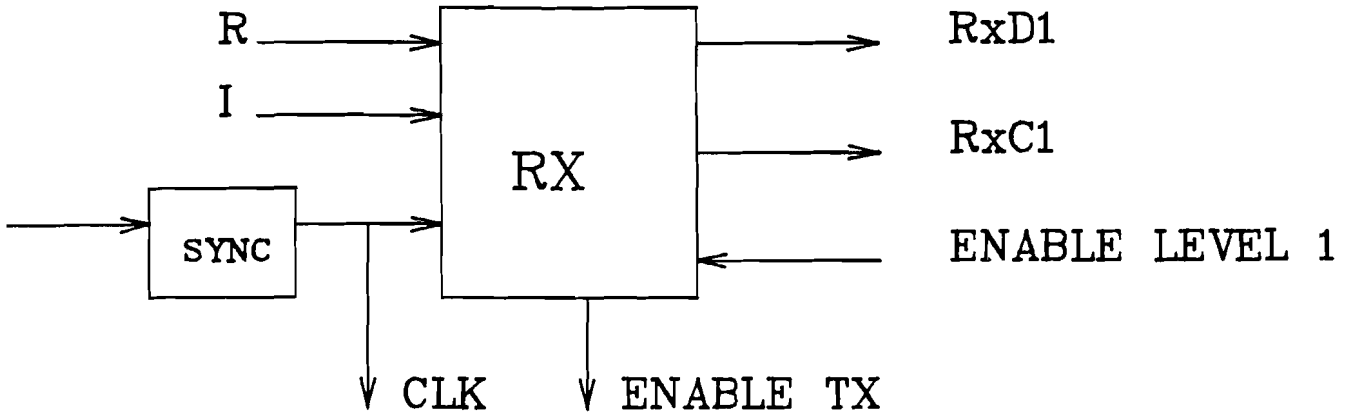 R
RxD1
I
RxC1
RX
SYNC
ENABLE LEVEL 1
CLK
ENABLE TX